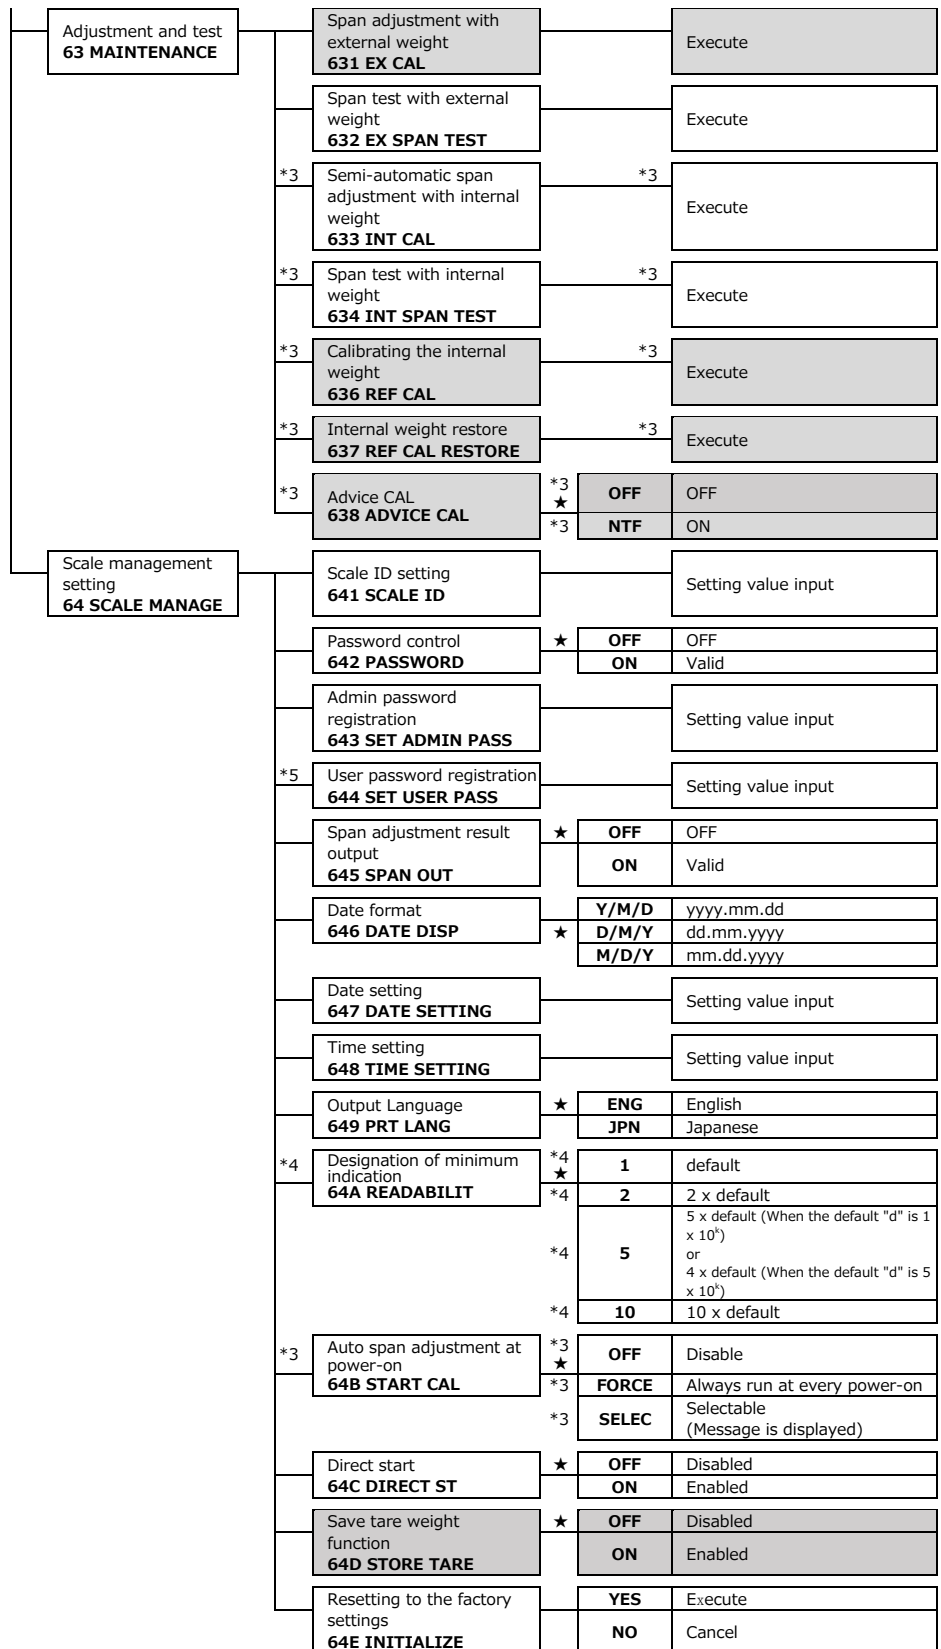 Adjustment and test
63 MAINTENANCE
Span adjustment with
external weight
631 EX CAL
Execute
Span test with external
weight
632 EX SPAN TEST
Execute
*3
Semi-automatic span
adjustment with internal
weight
633 INT CAL
*3
Execute
*3
Span test with internal
weight
634 INT SPAN TEST
*3
Execute
*3
Calibrating the internal
weight
636 REF CAL
*3
Execute
*3
Internal weight restore
637 REF CAL RESTORE
*3
Execute
*3
Advice CAL
638 ADVICE CAL
*3
★
OFF OFF
*3 NTF ON
Scale management
setting
64 SCALE MANAGE
Scale ID setting
641 SCALE ID
Setting value input
Password control
642 PASSWORD
★ OFF OFF
ON Valid
Admin password
registration
643 SET ADMIN PASS
Setting value input
*5
User password registration
644 SET USER PASS
Setting value input
Span adjustment result
output
645 SPAN OUT
★ OFF OFF
ON Valid
Date format
646 DATE DISP
Y/M/D yyyy.mm.dd
★ D/M/Y dd.mm.yyyy
M/D/Y mm.dd.yyyy
Date setting
647 DATE SETTING
Setting value input
Time setting
648 TIME SETTING
Setting value input
Output Language
649 PRT LANG
★ ENG English
JPN Japanese
*4
Designation of minimum
indication
64A READABILIT
*4
★
1 default
*4 2 2 x default
*4 5
5 x default (When the default "d" is 1
x 10^k)
or
4 x default (When the default "d" is 5
x 10^k)
*4 10 10 x default
*3
Auto span adjustment at
power-on
64B START CAL
*3
★
OFF Disable
*3 FORCE Always run at every power-on
*3 SELEC
Selectable
(Message is displayed)
Direct start
64C DIRECT ST
★ OFF Disabled
ON Enabled
Save tare weight
function
64D STORE TARE
★ OFF Disabled
ON Enabled
Resetting to the factory
settings
64E INITIALIZE
YES Execute
NO Cancel